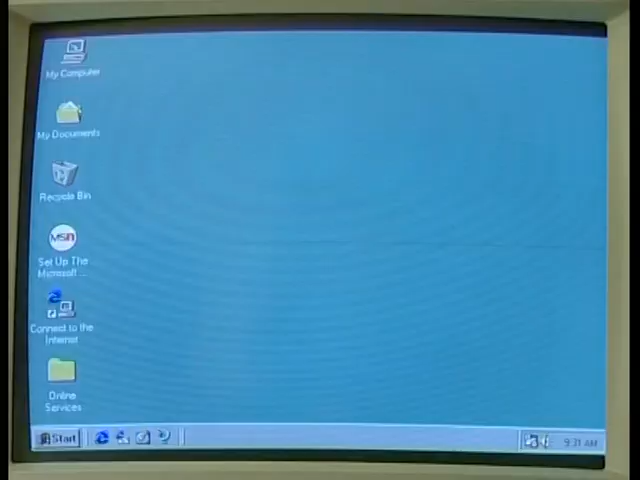 My Computer
My Documents
Recycle Bin
msn
Set Up The
Microsoft ...
Connect to the
Internet
Online
Services
Start
9:31 AM